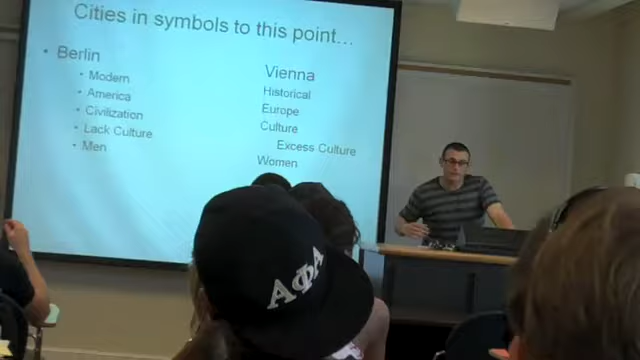 Cities in symbols to this point…
• Berlin
• Modern
• America
• Civilization
• Lack Culture
• Men
Vienna
Historical
Europe
Culture
Excess Culture
Women
ΑΦΑ